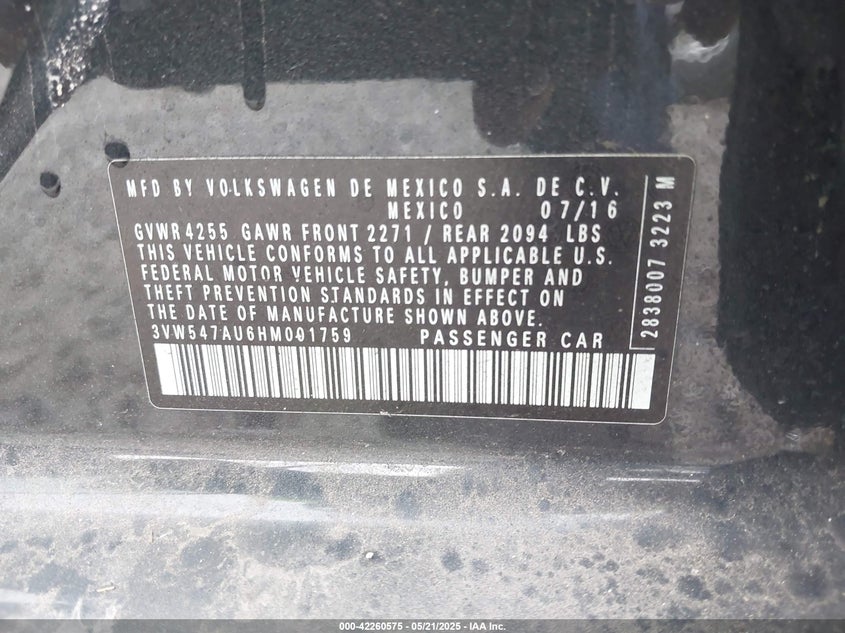 MFD BY VOLKSWAGEN DE MEXICO S.A. DE C.V.
MEXICO 07/16
GVWR 4255 GAWR FRONT 2271 / REAR 2094 LBS
THIS VEHICLE CONFORMS TO ALL APPLICABLE U.S.
FEDERAL MOTOR VEHICLE SAFETY, BUMPER AND
THEFT PREVENTION STANDARDS IN EFFECT ON
THE DATE OF MANUFACTURE SHOWN ABOVE.
3VW547AU6HM001759 PASSENGER CAR
2838007 3223 M
000-42260575 - 05/21/2025 - IAA Inc.